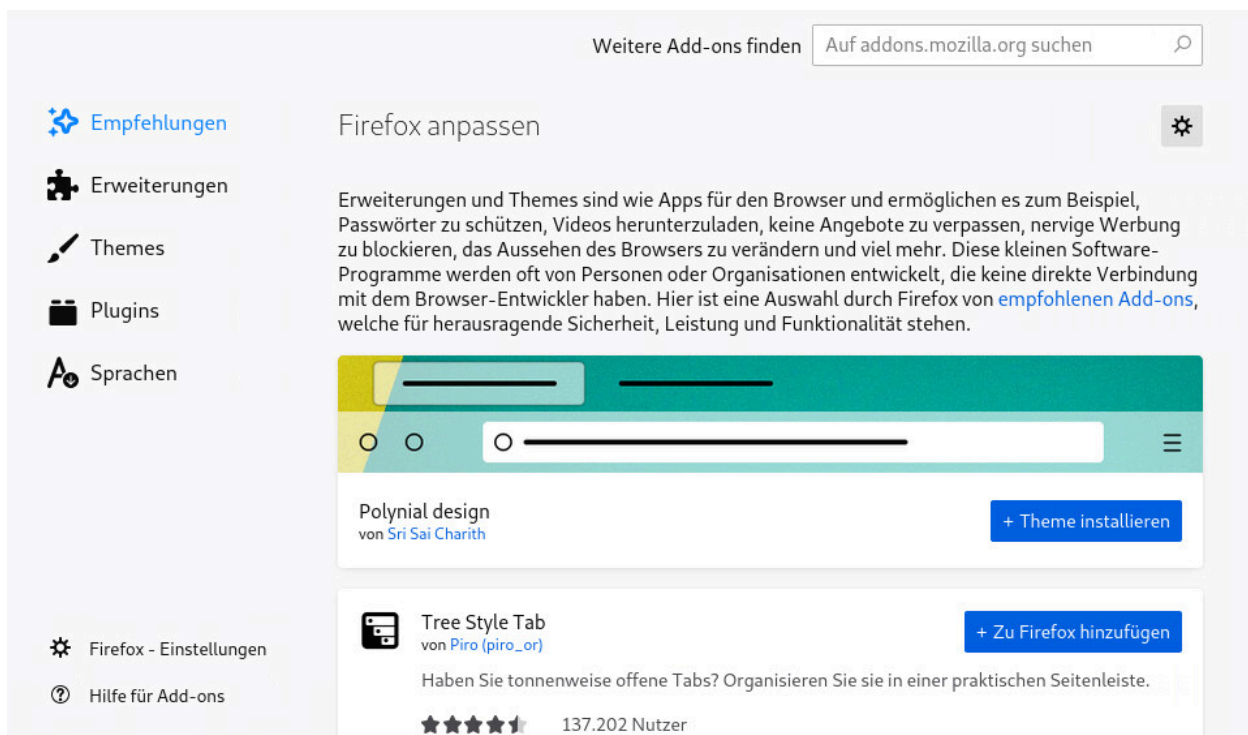 Weitere Add-ons finden
Auf addons.mozilla.org suchen
Empfehlungen
Erweiterungen
Themes
Plugins
Sprachen
Firefox - Einstellungen
Hilfe für Add-ons
Firefox anpassen
Erweiterungen und Themes sind wie Apps für den Browser und ermöglichen es zum Beispiel,
Passwörter zu schützen, Videos herunterzuladen, keine Angebote zu verpassen, nervige Werbung
zu blockieren, das Aussehen des Browsers zu verändern und viel mehr. Diese kleinen Software-
Programme werden oft von Personen oder Organisationen entwickelt, die keine direkte Verbindung
mit dem Browser-Entwickler haben. Hier ist eine Auswahl durch Firefox von empfohlenen Add-ons,
welche für herausragende Sicherheit, Leistung und Funktionalität stehen.
Polynial design
von Sri Sai Charith
+ Theme installieren
Tree Style Tab
von Piro (piro_or)
+ Zu Firefox hinzufügen
Haben Sie tonnenweise offene Tabs? Organisieren Sie sie in einer praktischen Seitenleiste.
137.202 Nutzer